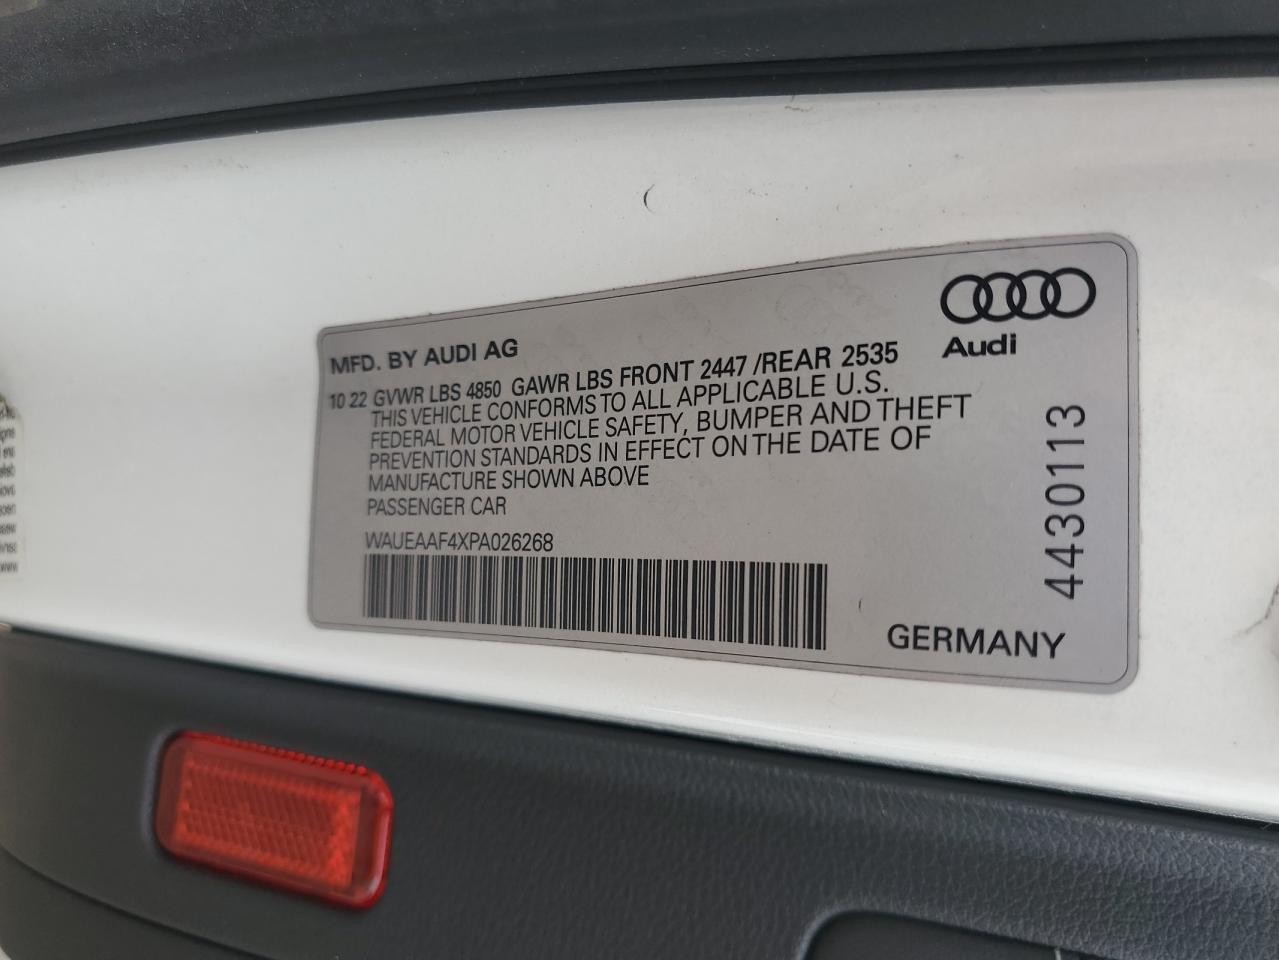 MFD. BY AUDI AG
10 22 GVWR LBS 4850 GAWR LBS FRONT 2447 /REAR 2535
THIS VEHICLE CONFORMS TO ALL APPLICABLE U.S.
FEDERAL MOTOR VEHICLE SAFETY, BUMPER AND THEFT
PREVENTION STANDARDS IN EFFECT ON THE DATE OF
MANUFACTURE SHOWN ABOVE
PASSENGER CAR
WAUEAAF4XPA026268
Audi
4430113
GERMANY